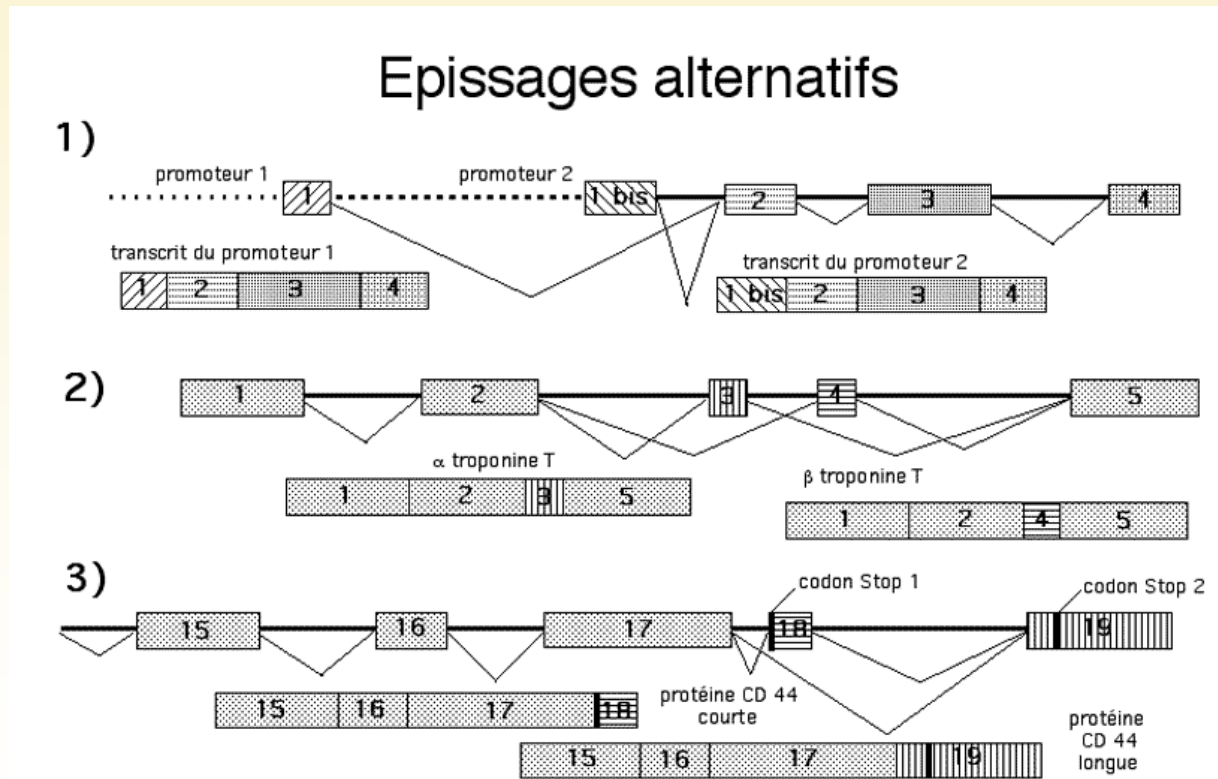 Epissages alternatifs
1)
promoteur 1
promoteur 2
1
1 bis
2
3
4
transcrit du promoteur 1
transcrit du promoteur 2
1 2 3 4
1 bis 2 3 4
2)
1 2 3 4 5
α troponine T
β troponine T
1 2 3 5
1 2 4 5
3)
codon Stop 1
codon Stop 2
15 16 17 18 19
protéine CD 44
courte
15 16 17 18
protéine
CD 44
longue
15 16 17 19